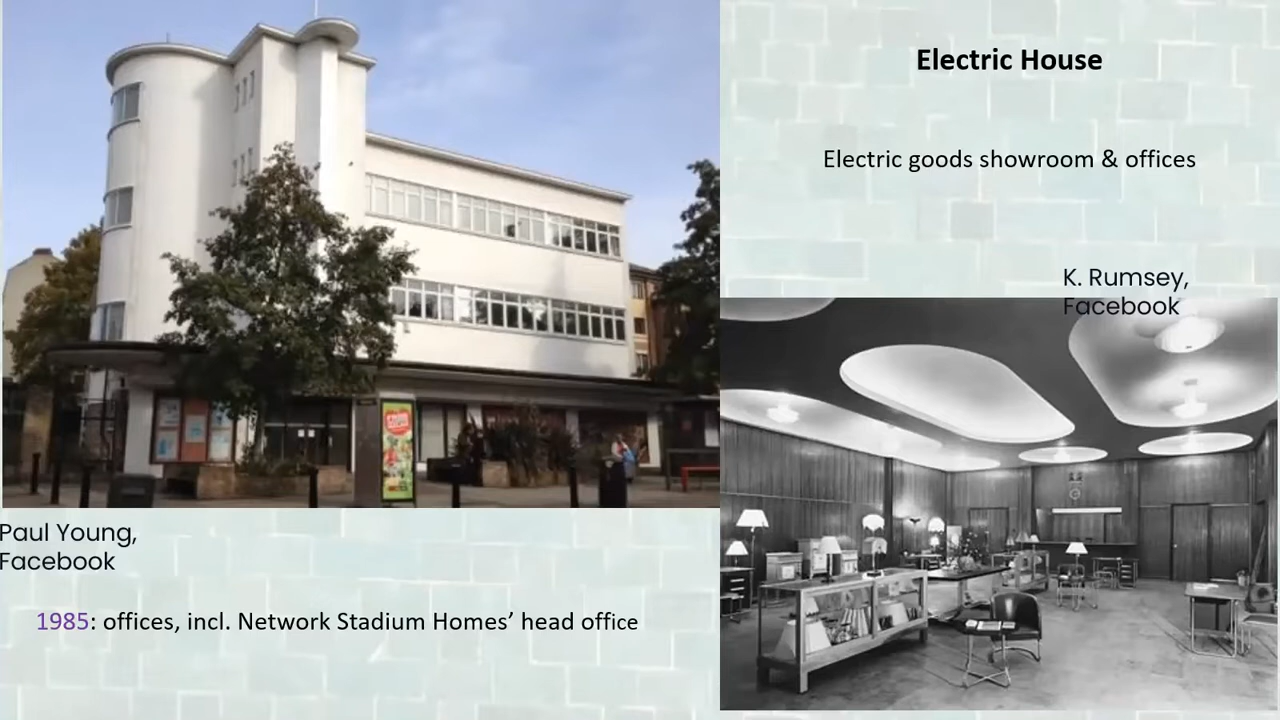 Electric House
Electric goods showroom & offices
K. Rumsey,
Facebook
Paul Young,
Facebook
1985: offices, incl. Network Stadium Homes’ head office